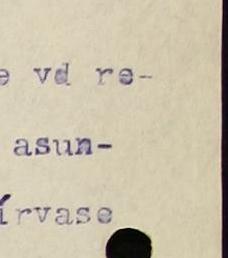 e vd re-
asun-
írvase